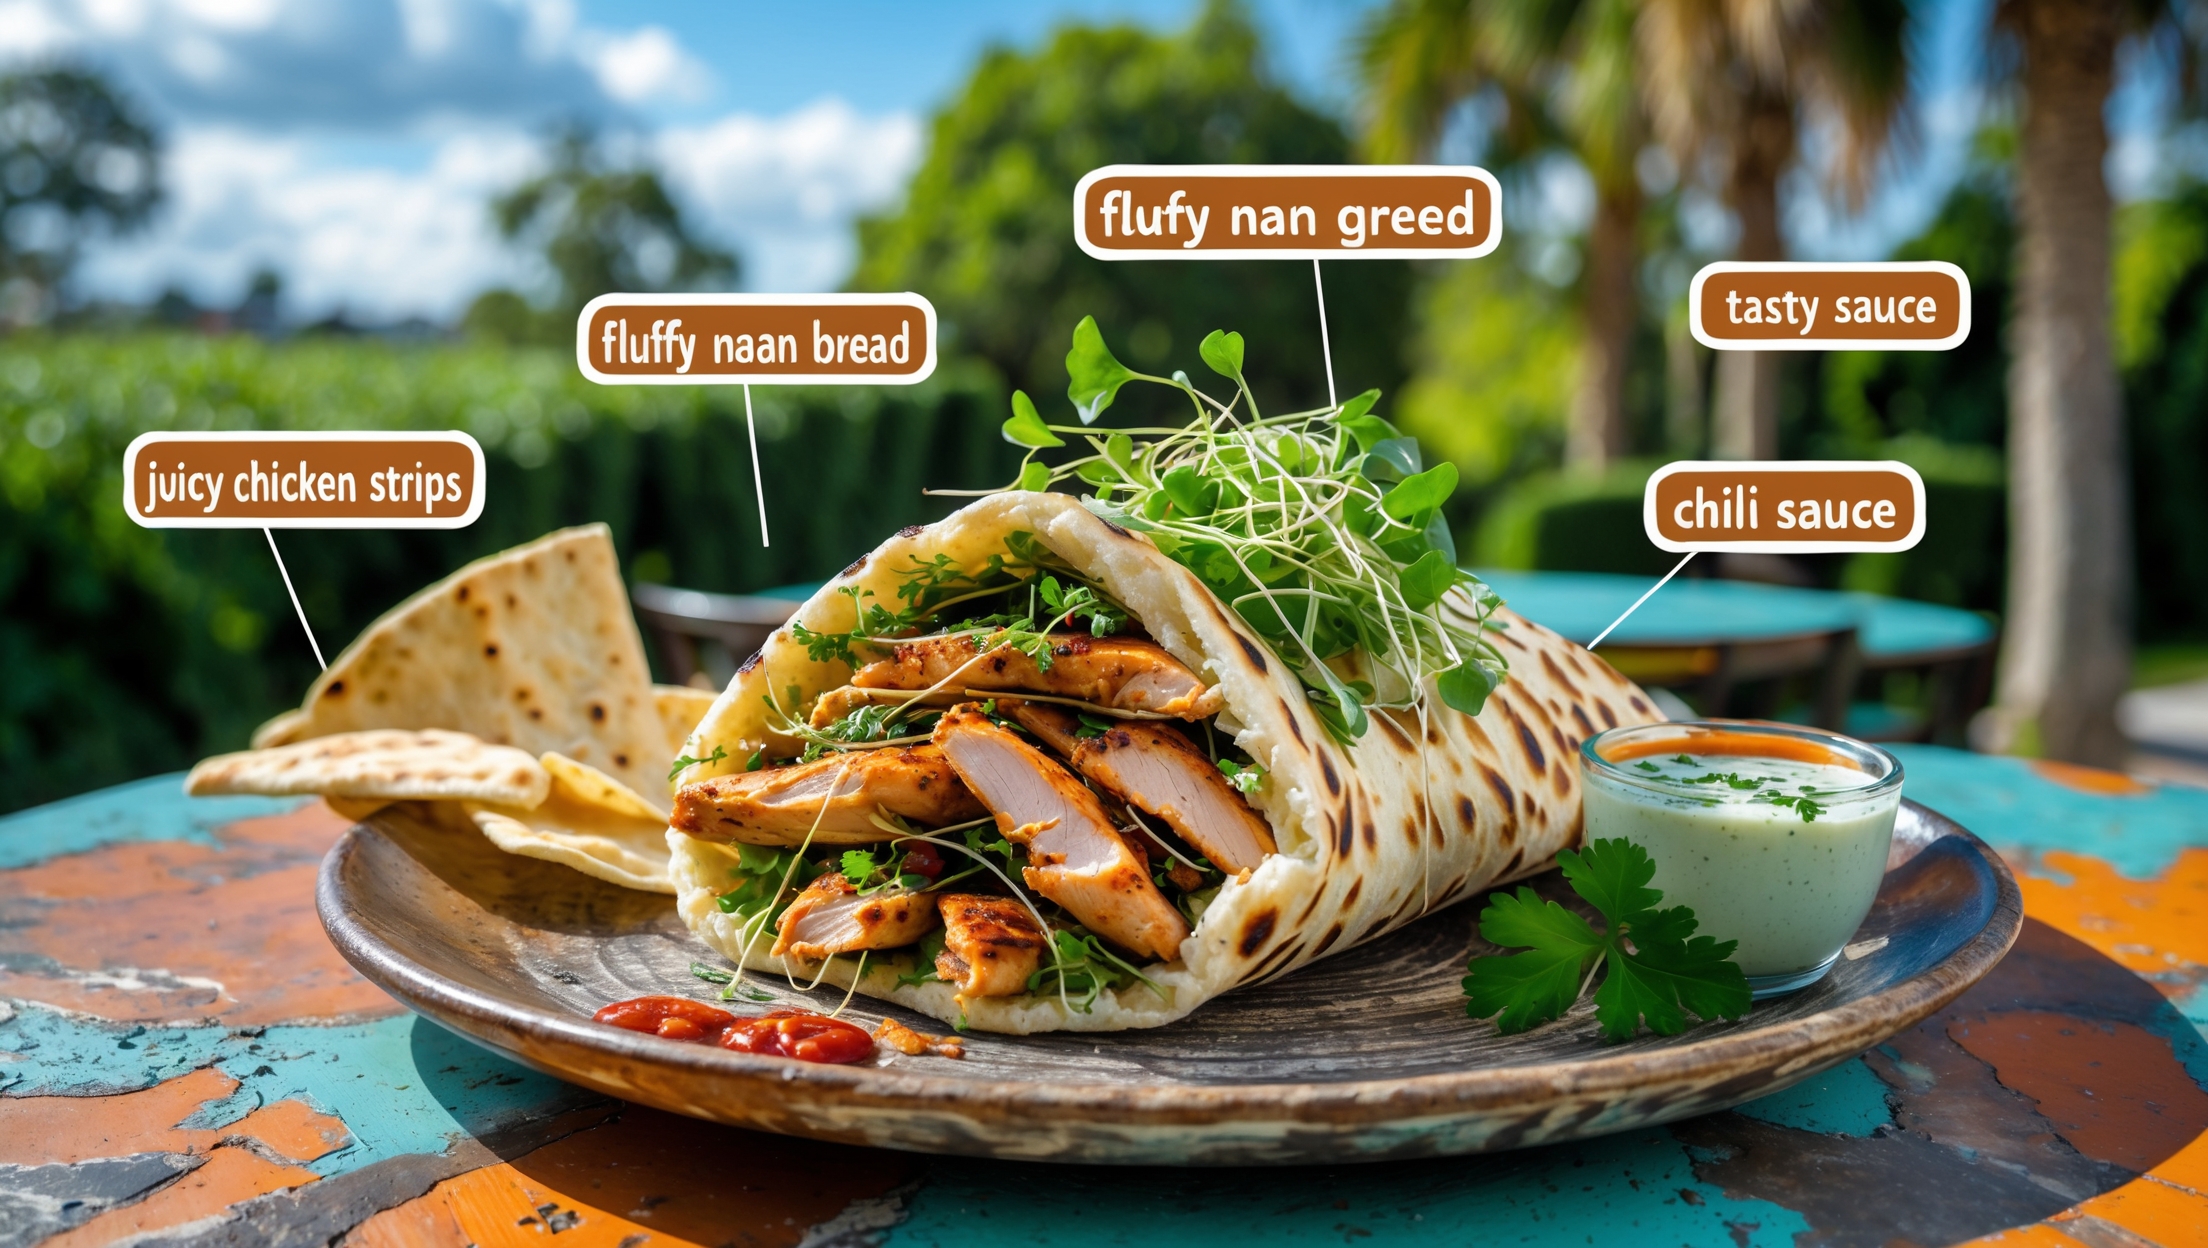 juicy chicken strips
fluffy naan bread
flufy nan greed
tasty sauce
chili sauce